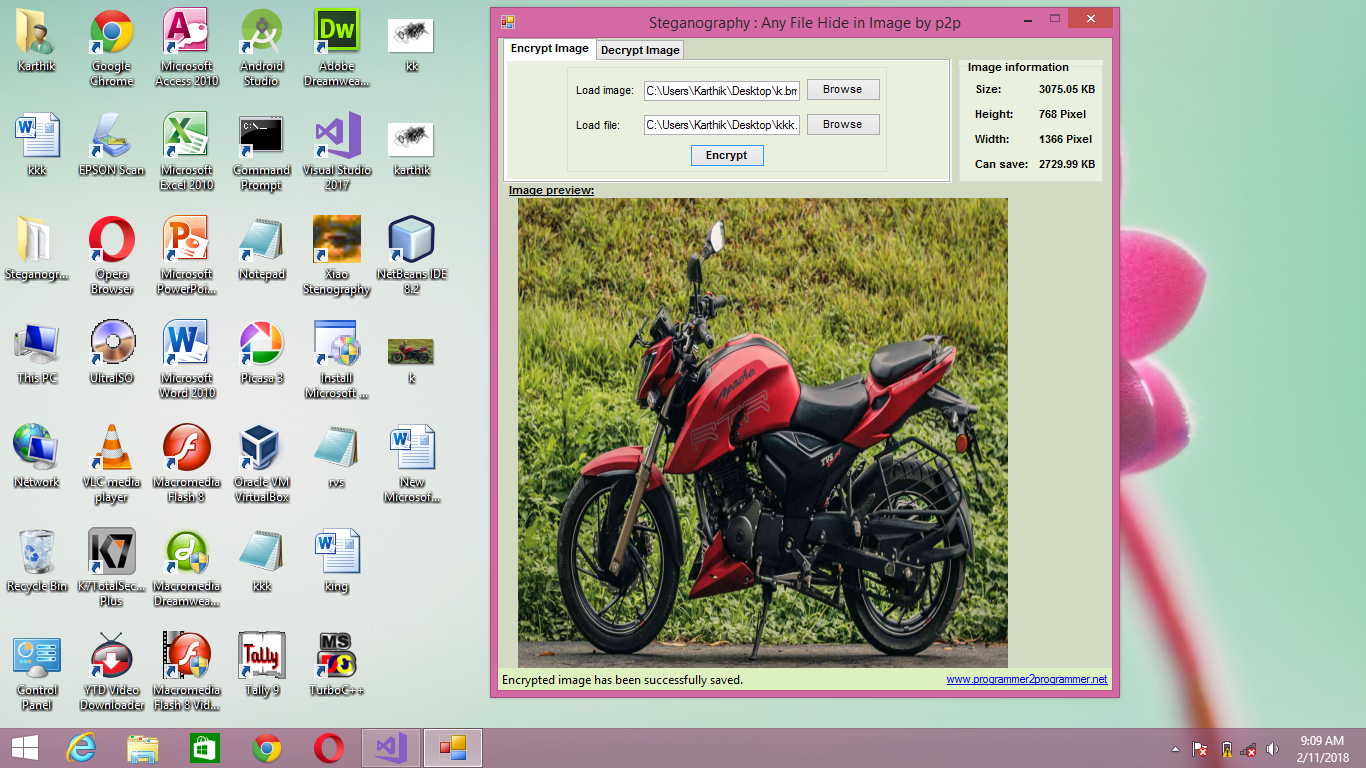 Karthik
Google Chrome
Microsoft Access 2010
Android Studio
Adobe Dreamwea...
kk
kkk
EPSON Scan
Microsoft Excel 2010
Command Prompt
Visual Studio 2017
karthik
Steganogr...
Opera Browser
Microsoft PowerPoi...
Notepad
Xiao Stenography
NetBeans IDE 8.2
This PC
UltraISO
Microsoft Word 2010
Picasa 3
Install Microsoft ...
k
Network
VLC media player
Macromedia Flash 8
Oracle VM VirtualBox
rvs
New Microsof...
Recycle Bin
K7TotalSec... Plus
Macromedia Dreamwea...
kkk
king
Control Panel
YTD Video Downloader
Macromedia Flash 8 Vid...
Tally 9
TurboC++
A
Dw
C:\>_
K7
Tally
MS
Steganography : Any File Hide in Image by p2p
Encrypt Image
Decrypt Image
Load image:
C:\Users\Karthik\Desktop\k.bm
Browse
Load file:
C:\Users\Karthik\Desktop\kkk.
Browse
Encrypt
Image information
Size: 3075.05 KB
Height: 768 Pixel
Width: 1366 Pixel
Can save: 2729.99 KB
Image preview:
Apache
RTR
TVS
Encrypted image has been successfully saved.
www.programmer2programmer.net
9:09 AM
2/11/2018